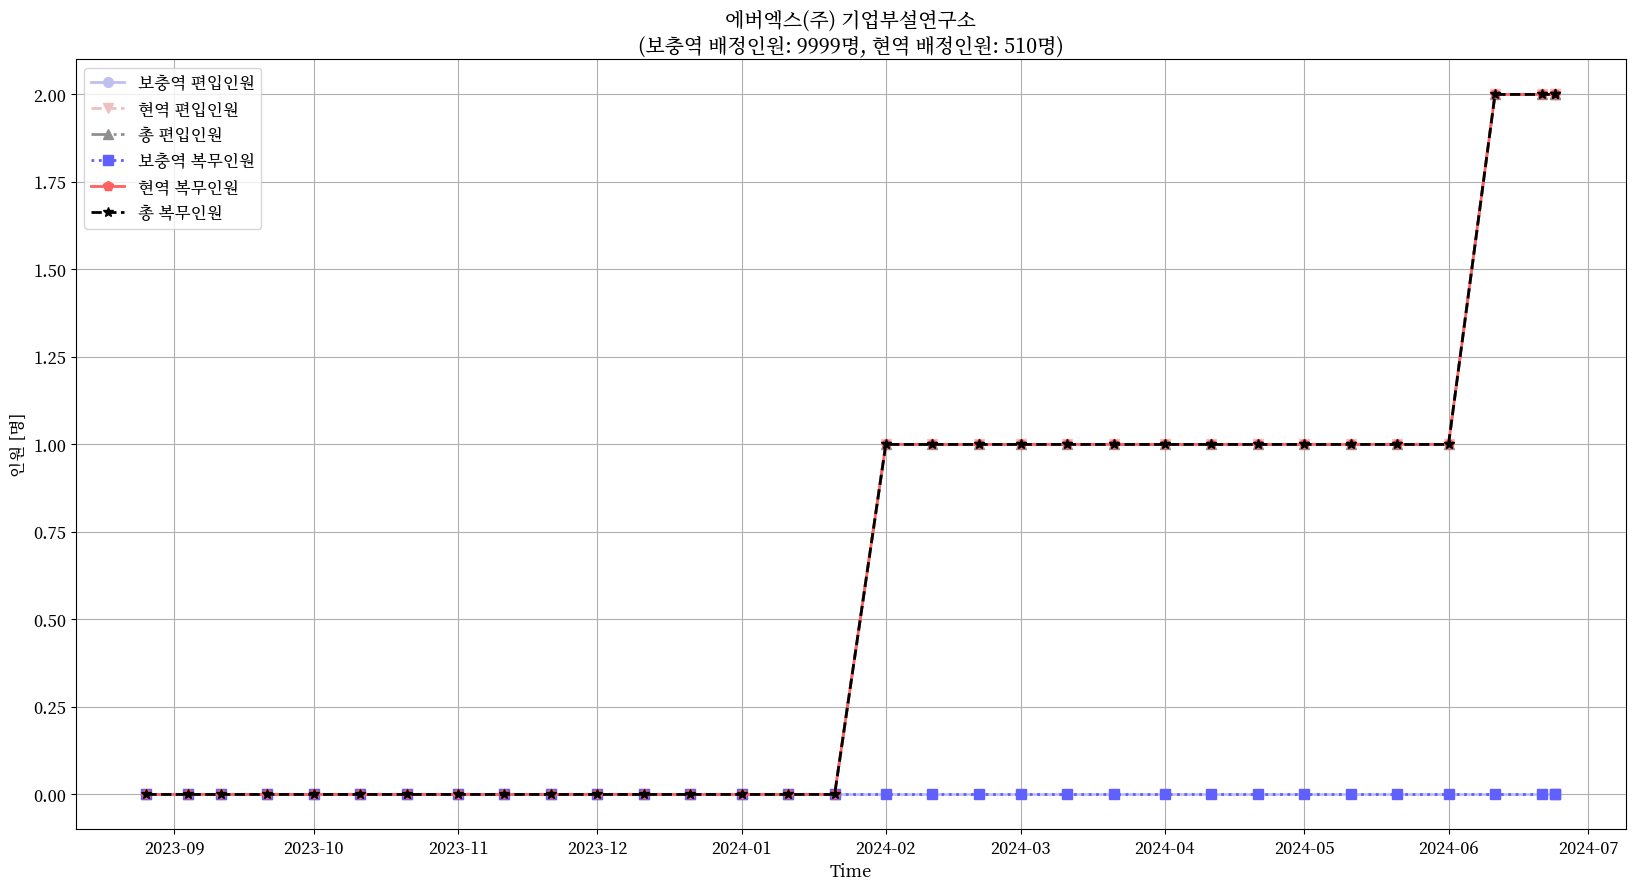 에버엑스(주) 기업부설연구소
(보충역 배정인원: 9999명, 현역 배정인원: 510명)
보충역 편입인원
현역 편입인원
총 편입인원
보충역 복무인원
현역 복무인원
총 복무인원
2.00
1.75
1.50
1.25
1.00
0.75
0.50
0.25
0.00
인원 [명]
2023-09
2023-10
2023-11
2023-12
2024-01
2024-02
2024-03
2024-04
2024-05
2024-06
2024-07
Time